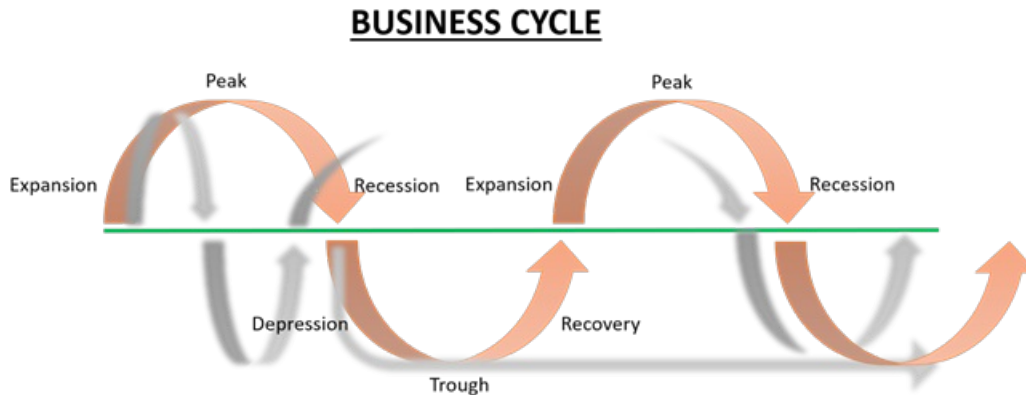 BUSINESS CYCLE
Peak
Peak
Expansion
Recession
Expansion
Recession
Depression
Recovery
Trough